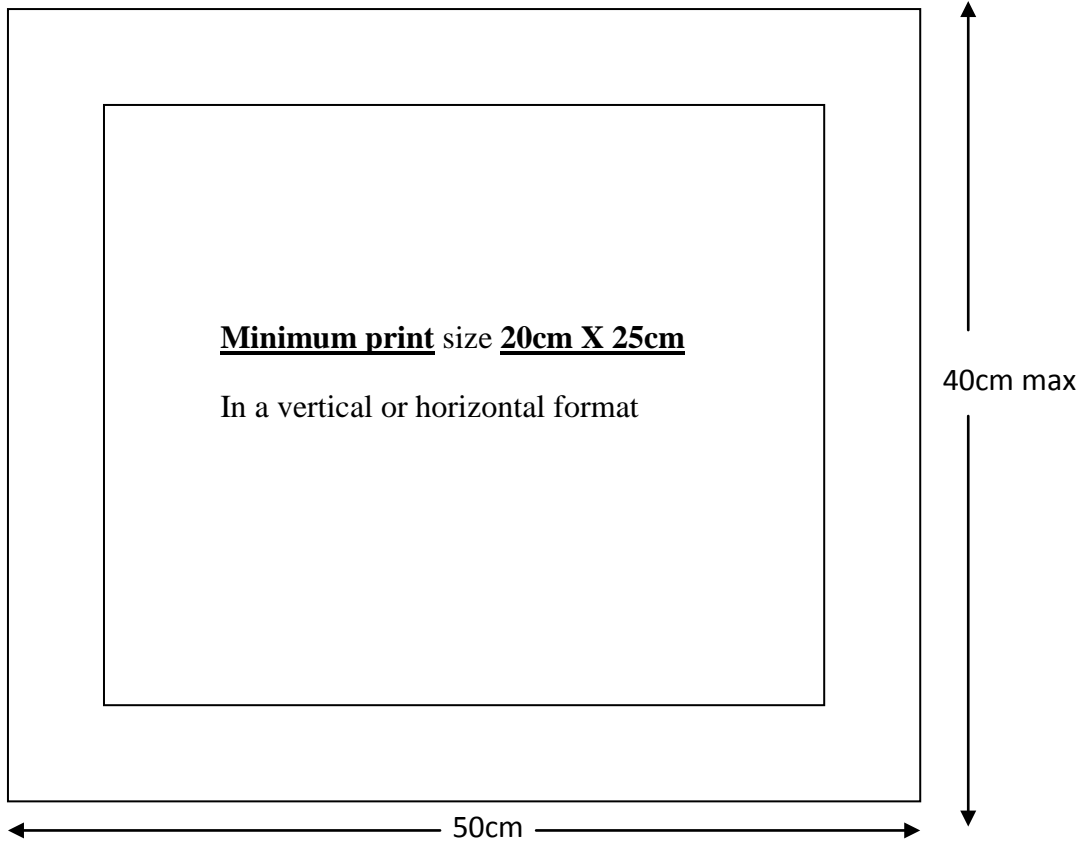 Minimum print size 20cm X 25cm
In a vertical or horizontal format
40cm max
50cm